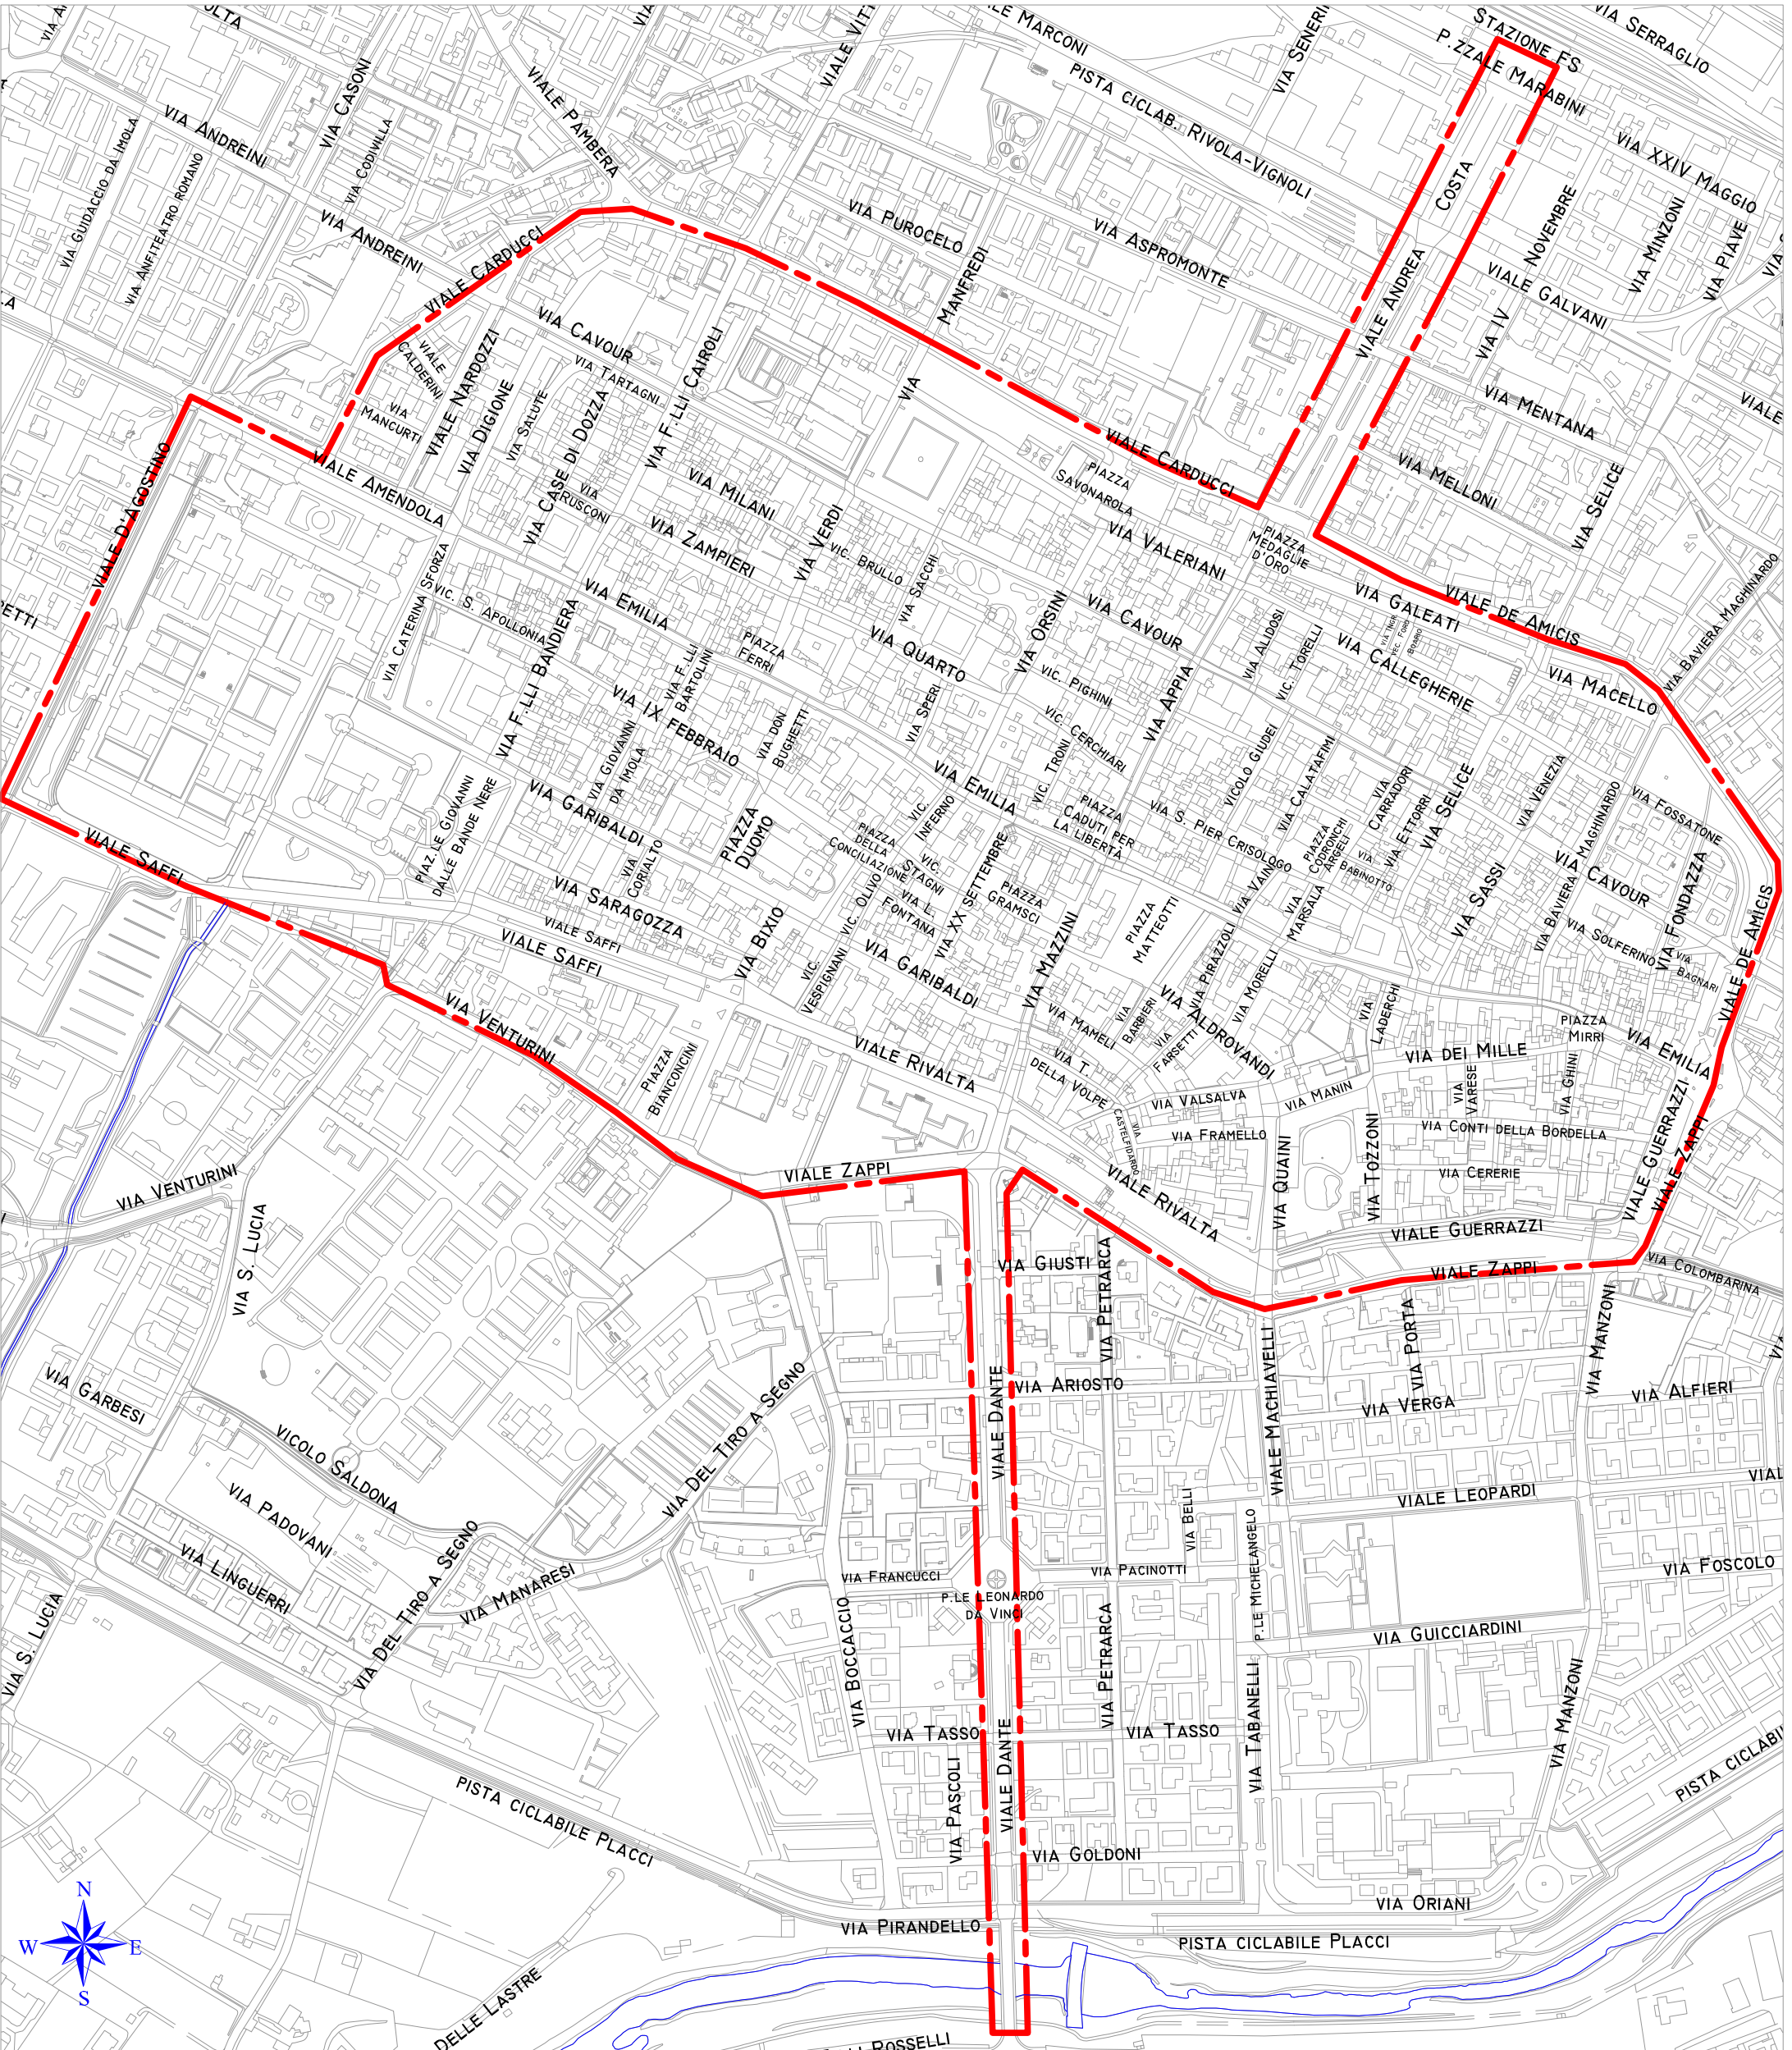 OLTA
VIA CASONI
VIALE PAMBERA
VIALE VITT
LE MARCONI
VIA SENERI
STAZIONE FS
P.ZZALE MARABINI
VIA SERRAGLIO
PISTA CICLAB. RIVOLA-VIGNOLI
VIA ANDREINI
VIA GUIDACCIO DA IMOLA
VIA ANFITEATRO ROMANO
VIA CODIVILLA
VIA ANDREINI
VIALE CARDUCCI
VIA PUROCELO
MANFREDI
VIA
VIA ASPROMONTE
COSTA
VIALE ANDREA
VIA XXIV MAGGIO
NOVEMBRE
VIA IV
VIA MINZONI
VIA PIAVE
VIALE GALVANI
VIA MENTANA
VIALE
VIA MELLONI
VIA SELICE
VIALE
CALDERINI
VIA
MANCURTI
VIALE NARDOZZI
VIA DIGIONE
VIA SALUTE
VIA CAVOUR
VIA TARTAGNI
VIA F.LLI CAIROLI
VIA CASE DI DOZZA
VIA
RUSCONI
VIA MILANI
VIA ZAMPIERI
VIA VERDI
VIC. BRULLO
VIA SACCHI
VIALE CARDUCCI
PIAZZA
SAVONAROLA
VIA VALERIANI
PIAZZA
MEDAGLIE
D'ORO
VIA GALEATI
VIALE DE AMICIS
VIA BAVIERA MAGHINARDO
VIALE D'AGOSTINO
VIALE AMENDOLA
VIA CATERINA SFORZA
VIC. S. APOLLONIA
VIA EMILIA
VIA F.LLI BANDIERA
PIAZZA
FERRI
VIA F.LLI
BARTOLINI
VIA QUARTO
VIA ORSINI
VIA CAVOUR
VIA ALIDOSI
VIC. TORELLI
VIA CALLEGHERIE
VIA MACELLO
PETTI
VIA IX FEBBRAIO
VIA GIOVANNI
DA IMOLA
VIA DON
BUGHETTI
VIA SPERI
VIC. PIGHINI
VIC. CERCHIARI
VIC. TRONI
VIA APPIA
VICOLO GIUDEI
VIA CALATAFIMI
VIA
CARRADORI
VIA ETTORRI
VIA SELICE
VIA VENEZIA
MAGHINARDO
VIA BAVIERA
VIA FOSSATONE
VIALE SAFFI
PIAZ.LE GIOVANNI
DALLE BANDE NERE
VIA GARIBALDI
VIA
CORIALTO
PIAZZA
DUOMO
VIA EMILIA
VIC.
INFERNO
PIAZZA
DELLA
CONCILIAZIONE
VIC.
STAGNI
VIC. OLIVO
VIA L.
FONTANA
VIA XX SETTEMBRE
PIAZZA
GRAMSCI
PIAZZA
CADUTI PER
LA LIBERTÀ
VIA S. PIER CRISOLOGO
PIAZZA
CODRONCHI
ARGELI
VIA
BABINOTTO
VIA VAINI
VIA
MARSALA
VIA SASSI
VIA CAVOUR
VIA FONDAZZA
VIA SOLFERINO
VIA
BAGNARI
VIALE DE AMICIS
VIA SARAGOZZA
VIALE SAFFI
VIALE SAFFI
VIA BIXIO
VIC.
VESPIGNANI
VIA GARIBALDI
VIA MAZZINI
PIAZZA
MATTEOTTI
VIA PIRAZZOLI
VIA MORELLI
VIA MAMELI
VIA
BARBIERI
VIA
FARSETTI
VIA ALDROVANDI
VIA
LADERCHI
VIA DEI MILLE
PIAZZA
MIRRI
VIA EMILIA
VIA VENTURINI
PIAZZA
BIANCONCINI
VIALE RIVALTA
VIA T.
DELLA VOLPE
VIA
CASTELFIDARDO
VIA VALSALVA
VIA FRAMELLO
VIA MANIN
VIA
VARESE
VIA GHINI
VIA CONTI DELLA BORDELLA
VIA CERERIE
VIA QUAINI
VIA TOZZONI
VIALE GUERRAZZI
VIALE ZAPPI
VIA VENTURINI
VIA S. LUCIA
VIALE ZAPPI
VIALE RIVALTA
VIALE GUERRAZZI
VIALE ZAPPI
VIA COLOMBARINA
VIA GIUSTI
VIA PETRARCA
VIA ARIOSTO
VIALE DANTE
VIALE MACHIAVELLI
VIA PORTA
VIA VERGA
VIA MANZONI
VIA ALFIERI
VIA GARBESI
VICOLO SALDONA
VIA PADOVANI
VIA LINGUERRI
VIA DEL TIRO A SEGNO
VIA DEL TIRO A SEGNO
VIA MANARESI
VIA S. LUCIA
VIALE LEOPARDI
VIAL
VIA BELLI
P.LE MICHELANGELO
VIA FRANCUCCI
P.LE LEONARDO
DA VINCI
VIA PACINOTTI
VIA FOSCOLO
VIA BOCCACCIO
VIA PETRARCA
VIA GUICCIARDINI
VIA TABANELLI
VIA MANZONI
VIA TASSO
VIA TASSO
VIALE DANTE
VIA PASCOLI
VIA GOLDONI
PISTA CICLABILE PLACCI
PISTA CICLABI
VIA ORIANI
VIA PIRANDELLO
PISTA CICLABILE PLACCI
N
W
E
S
DELLE LASTRE
ROSSELLI